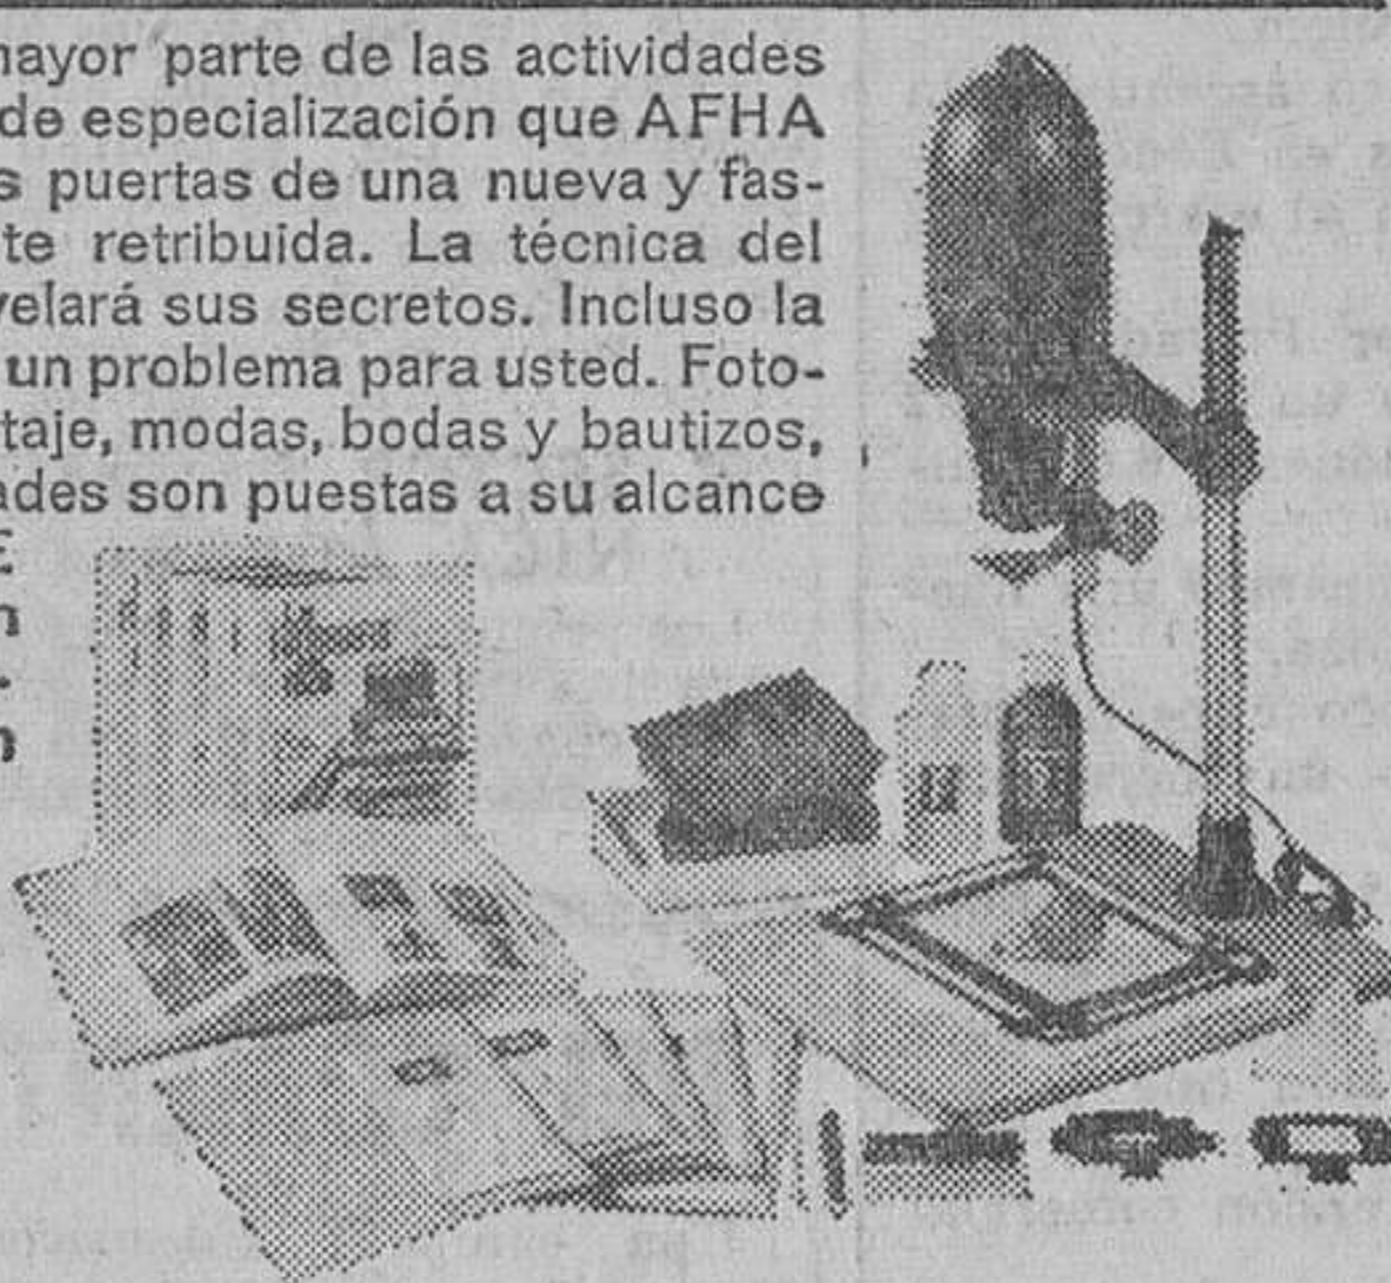 mayor parte de las actividades
de especialización que AFHA
s puertas de una nueva y fas-
te retribuida. La técnica del
velará sus secretos. Incluso la
un problema para usted. Foto-
taje, modas, bodas y bautizos,
ades son puestas a su alcance